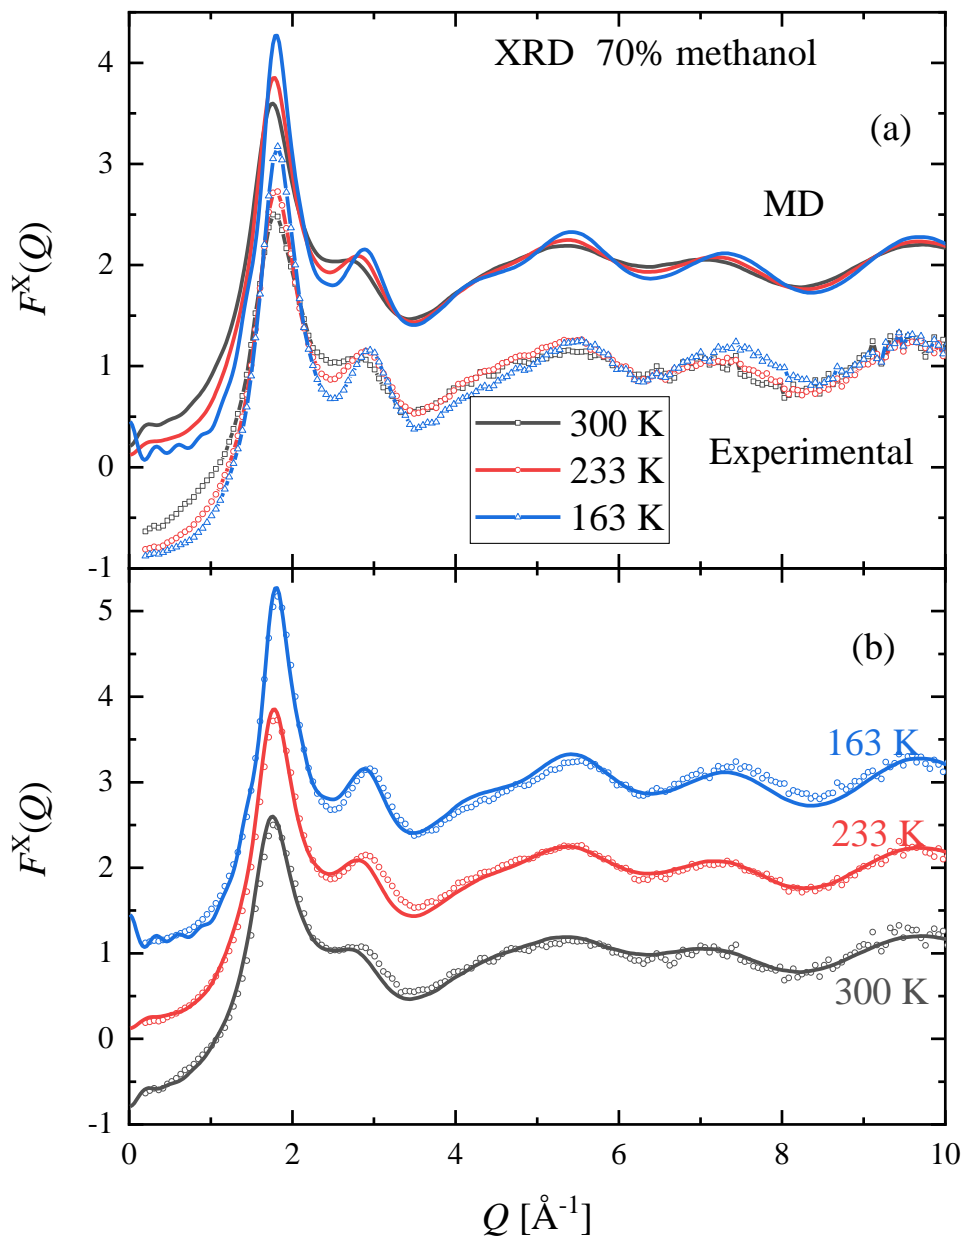 XRD 70% methanol
(a)
MD
4
3
2
1
0
-1
F^X(Q)
300 K
233 K
163 K
Experimental
(b)
163 K
233 K
300 K
5
4
3
2
1
0
-1
F^X(Q)
0 2 4 6 8 10
Q [Å^-1]